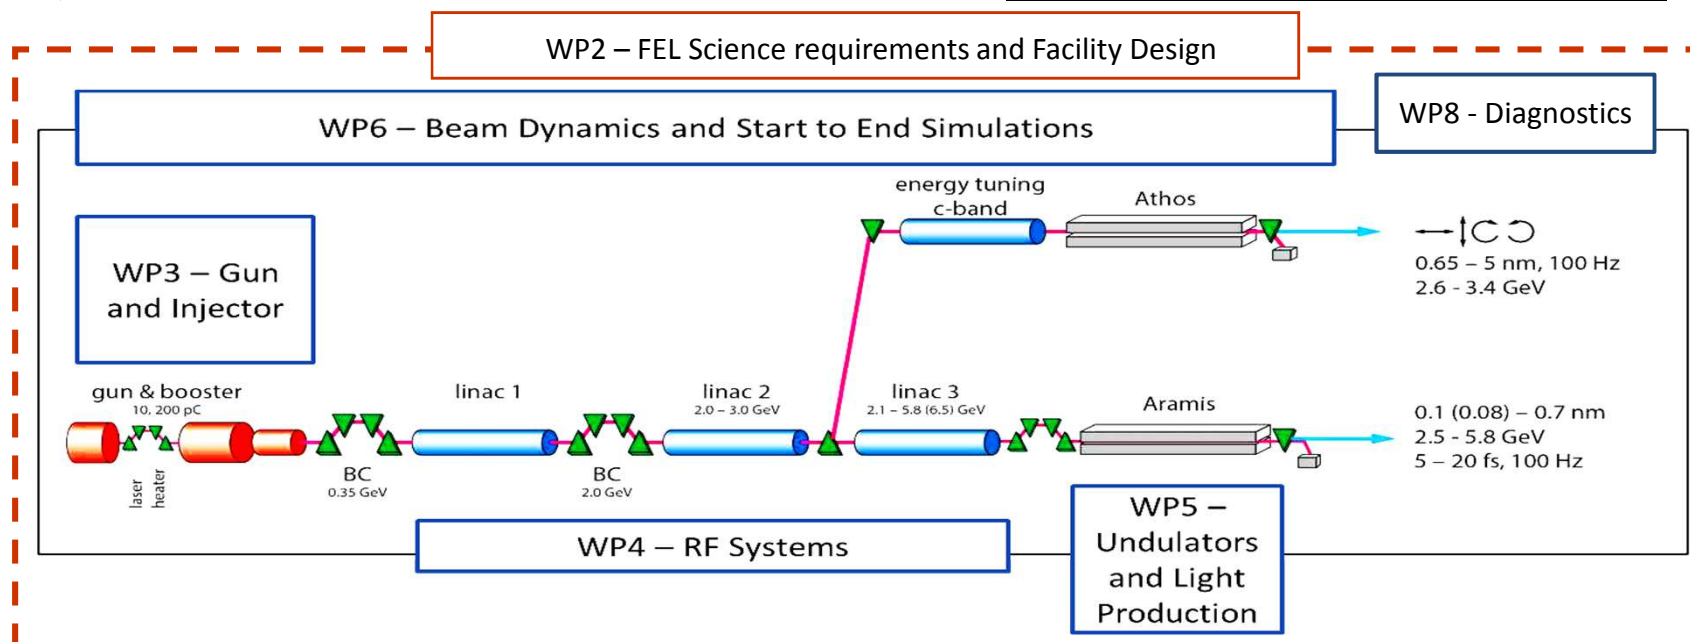 WP2 – FEL Science requirements and Facility Design
WP6 – Beam Dynamics and Start to End Simulations
WP8 - Diagnostics
energy tuning
c-band
Athos
0.65 – 5 nm, 100 Hz
2.6 - 3.4 GeV
WP3 – Gun
and Injector
gun & booster
10, 200 pC
laser
heater
BC
0.35 GeV
linac 1
BC
2.0 GeV
linac 2
2.0 – 3.0 GeV
linac 3
2.1 – 5.8 (6.5) GeV
Aramis
0.1 (0.08) – 0.7 nm
2.5 - 5.8 GeV
5 – 20 fs, 100 Hz
WP4 – RF Systems
WP5 –
Undulators
and Light
Production